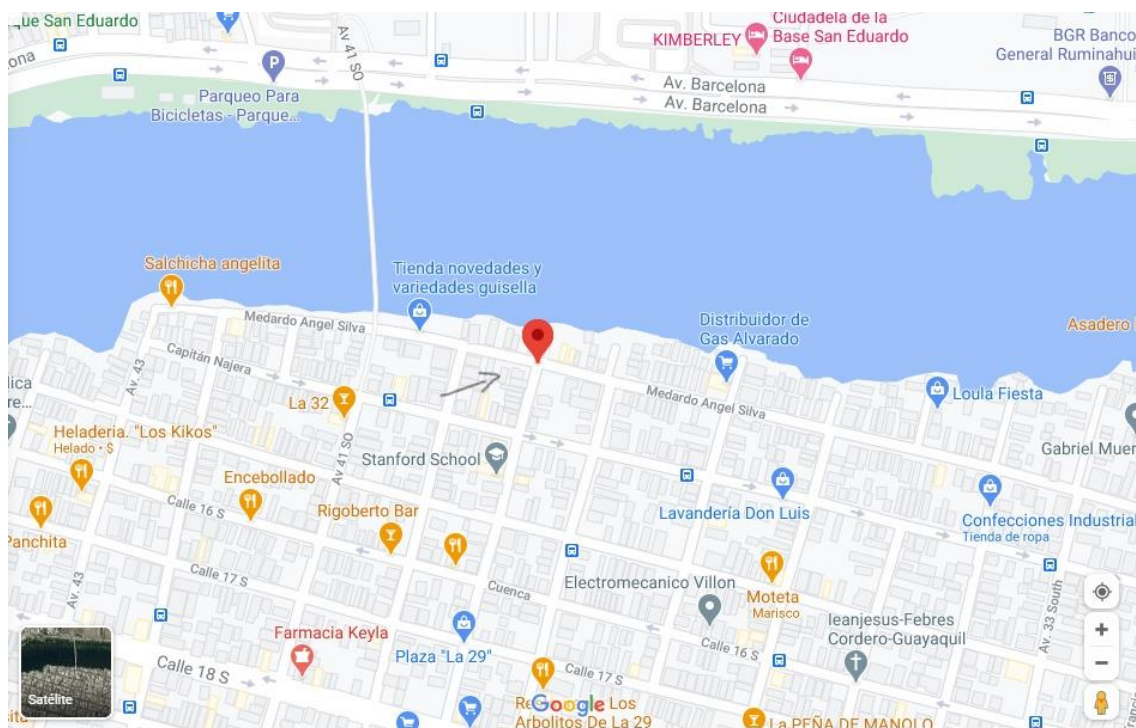 que San Eduardo
Av 41 SO
KIMBERLEY
Ciudadela de la
Base San Eduardo
BGR Banco
General Ruminahui
Parqueo Para
Bicicletas - Parque...
Av. Barcelona
Av. Barcelona
Salchicha angelita
Tienda novedades y
variedades guisella
Medardo Angel Silva
Distribuidor de
Gas Alvarado
Asadero
Capitán Najera
Av. 43
La 32
Medardo Angel Silva
Loula Fiesta
Heladeria. "Los Kikos"
Helado • $
Av 41 SO
Stanford School
Gabriel Muer
Encebollado
Calle 16 S
Rigoberto Bar
Lavandería Don Luis
Confecciones Industrial
Tienda de ropa
Panchita
Calle 17 S
Cuenca
Electromecanico Villon
Moteta
Marisco
Av. 43
Farmacia Keyla
Plaza "La 29"
Calle 16 S
Ieanjesus-Febres
Cordero-Guayaquil
Av. 33 South
Calle 18 S
Calle 17 S
Satélite
Google
Los
Arbolitos De La 29
La PEÑA DE MANOLO